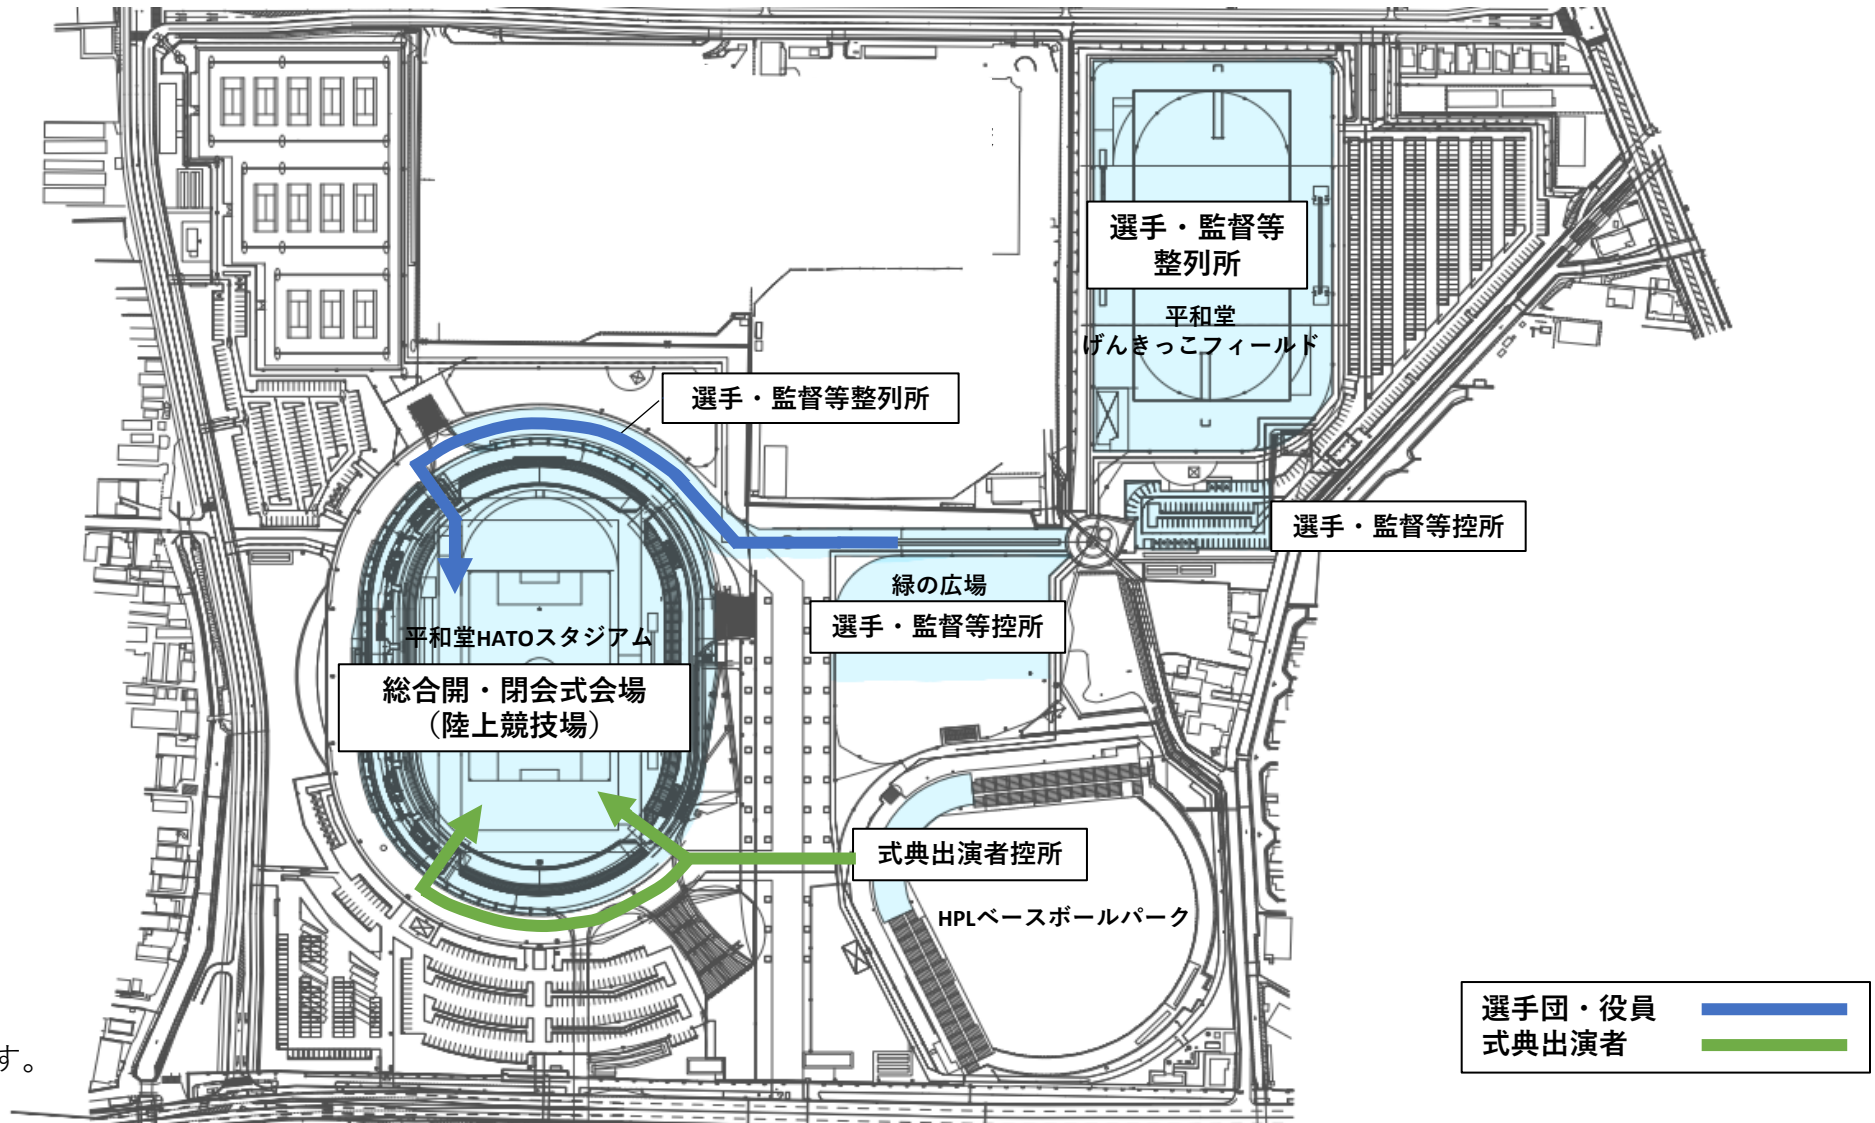 選手・監督等
整列所
平和堂
げんきっこフィールド
選手・監督等整列所
選手・監督等控所
緑の広場
選手・監督等控所
平和堂HATOスタジアム
総合開・閉会式会場
（陸上競技場）
式典出演者控所
HPLベースボールパーク
選手団・役員
式典出演者
す。